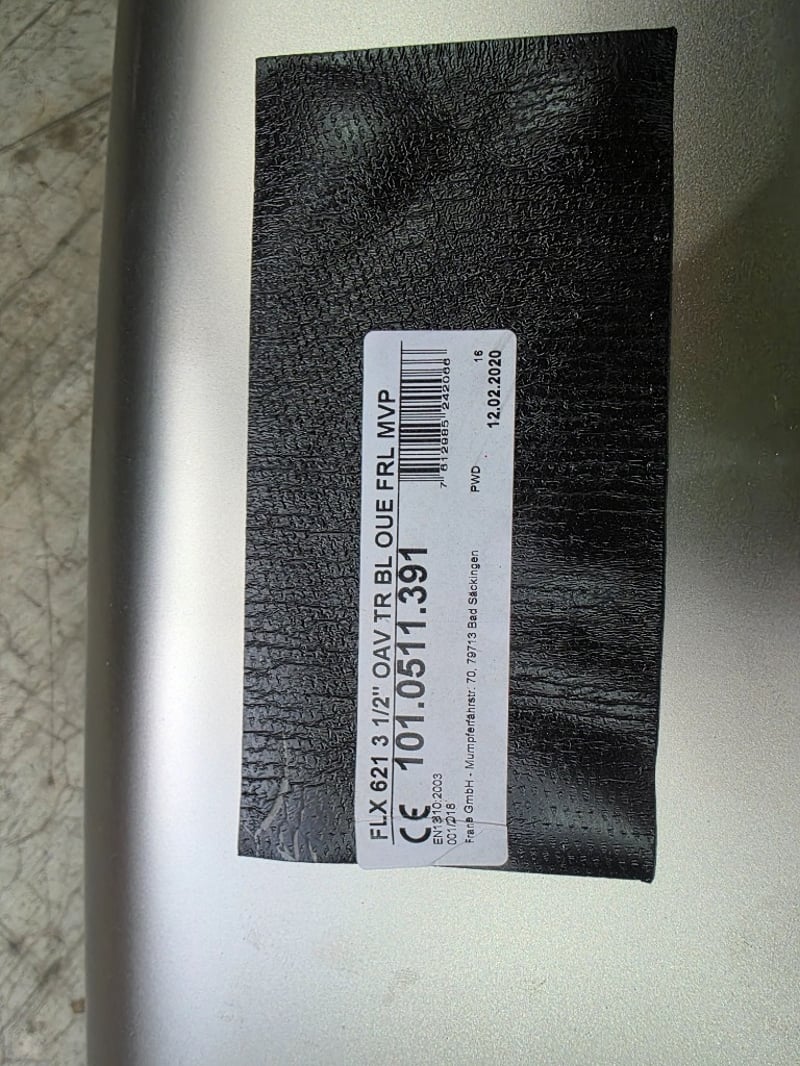 FLX 621 3 1/2" OAV TR BL OUE FRL MVP
CE 101.0511.391
7 612985 242066
EN13310:2003
001/018
PWD
16
Franke GmbH - Mumpferfährstr. 70, 79713 Bad Säckingen
12.02.2020